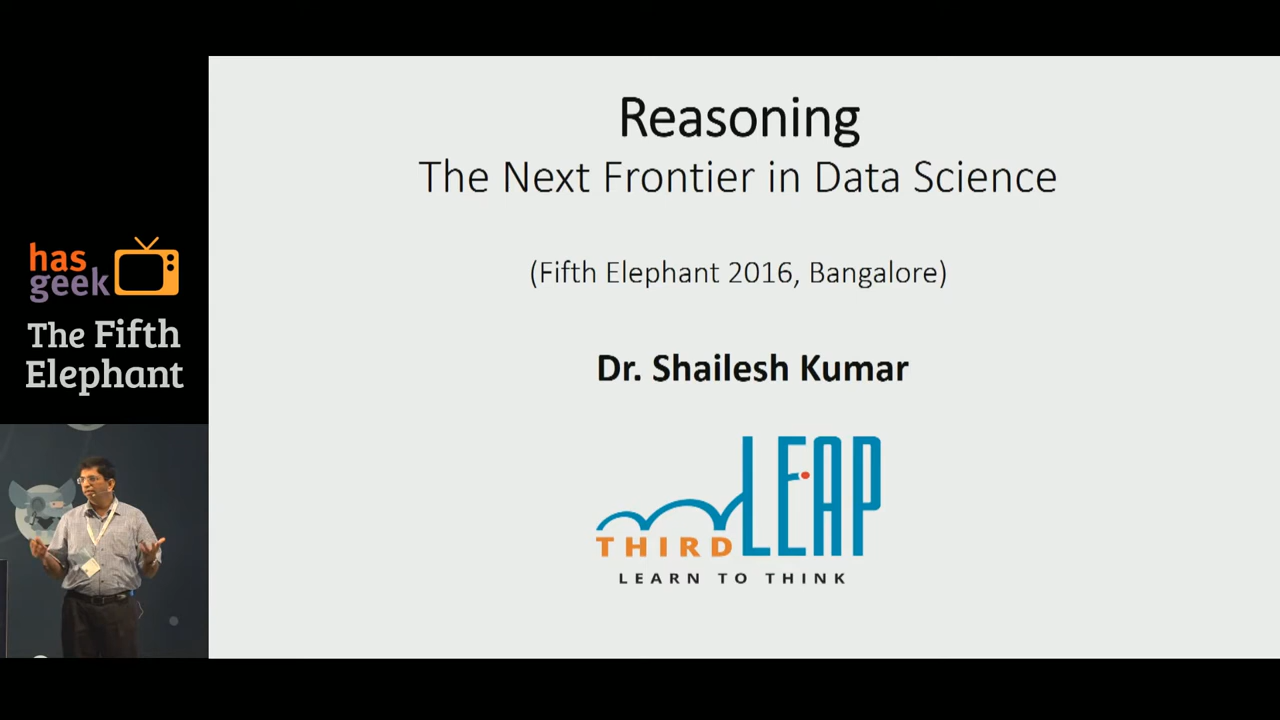 has
geek
The Fifth
Elephant
Reasoning
The Next Frontier in Data Science
(Fifth Elephant 2016, Bangalore)
Dr. Shailesh Kumar
THIRD LEAP
LEARN TO THINK